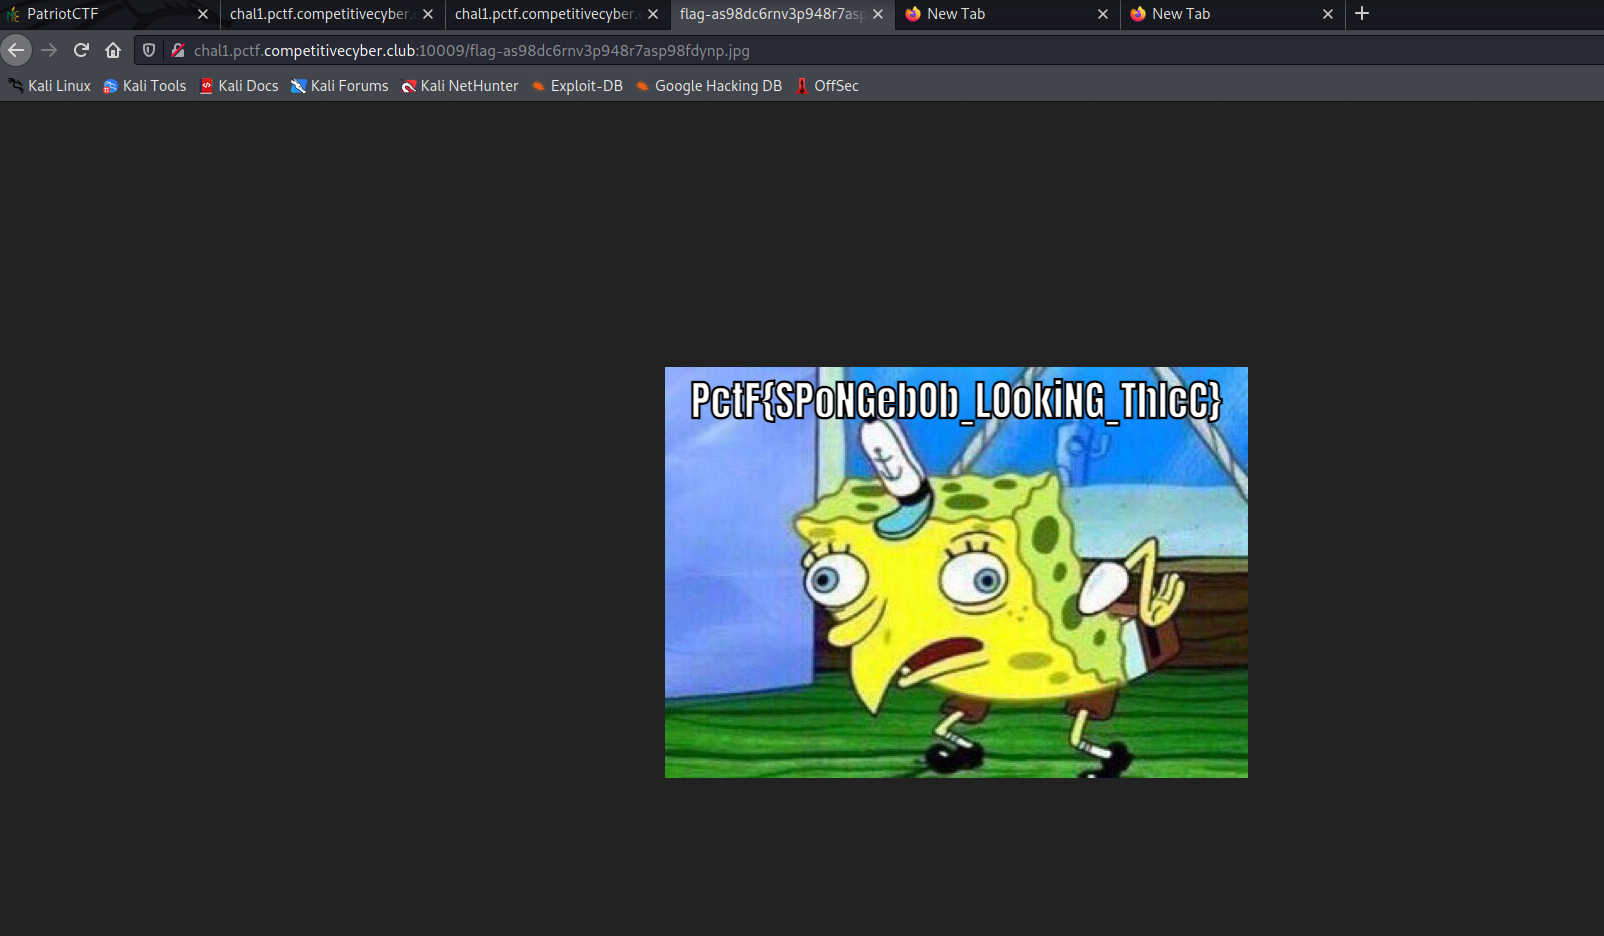 PatriotCTF
chal1.pctf.competitivecyber.
chal1.pctf.competitivecyber.
flag-as98dc6rnv3p948r7asp
New Tab
New Tab
chal1.pctf.competitivecyber.club:10009/flag-as98dc6rnv3p948r7asp98fdynp.jpg
Kali Linux
Kali Tools
Kali Docs
Kali Forums
Kali NetHunter
Exploit-DB
Google Hacking DB
OffSec
PctF{SPoNGebOb_LOokiNG_ThIcC}